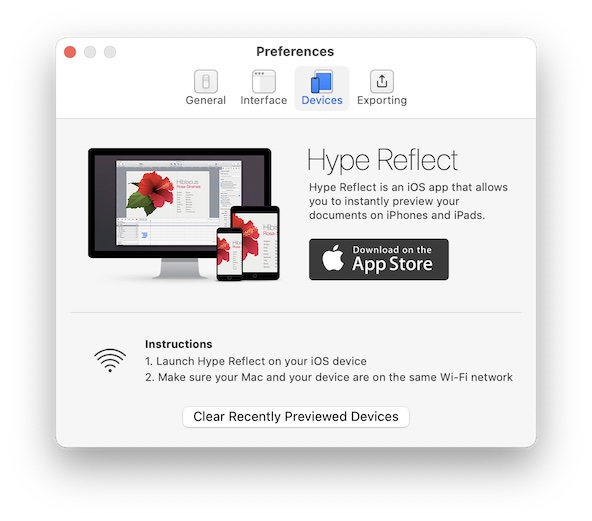 Preferences
General
Interface
Devices
Exporting
Hibiscus
Rosa-Sinensis
Hype Reflect
Hype Reflect is an iOS app that allows
you to instantly preview your
documents on iPhones and iPads.
Download on the
App Store
Instructions
1. Launch Hype Reflect on your iOS device
2. Make sure your Mac and your device are on the same Wi-Fi network
Clear Recently Previewed Devices